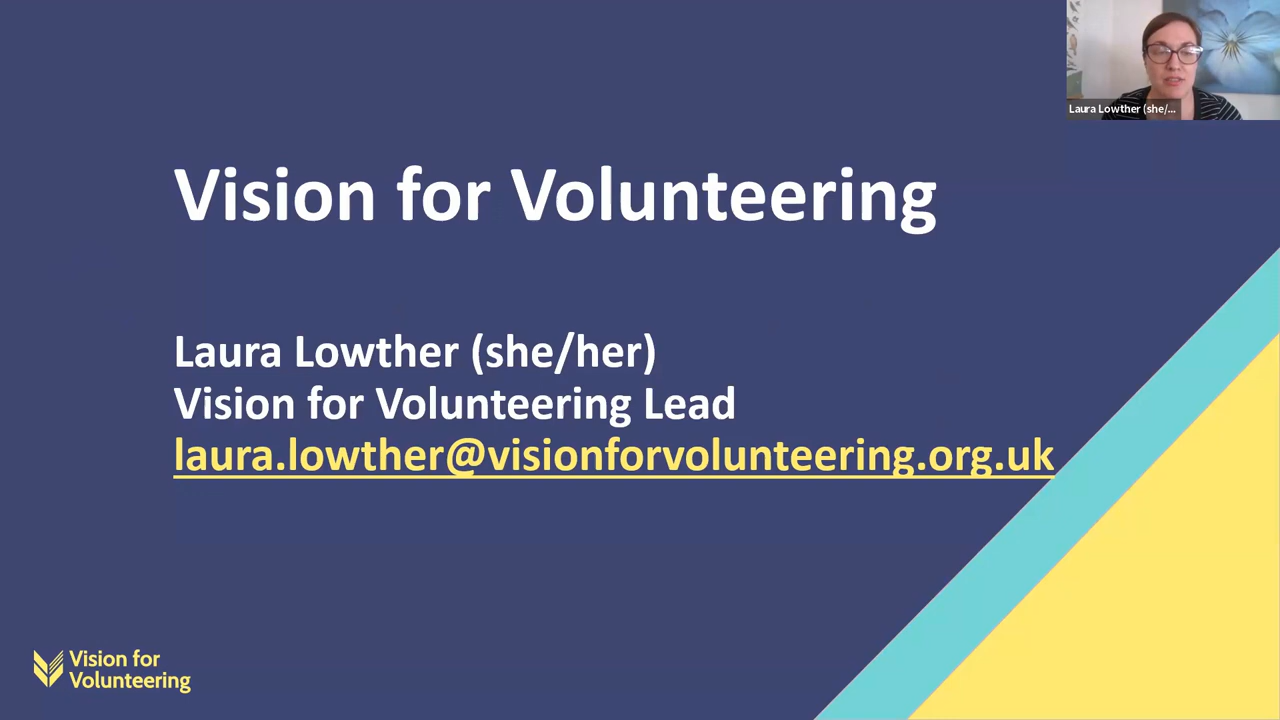 Laura Lowther (she/...
Vision for Volunteering
Laura Lowther (she/her)
Vision for Volunteering Lead
laura.lowther@visionforvolunteering.org.uk
Vision for
Volunteering